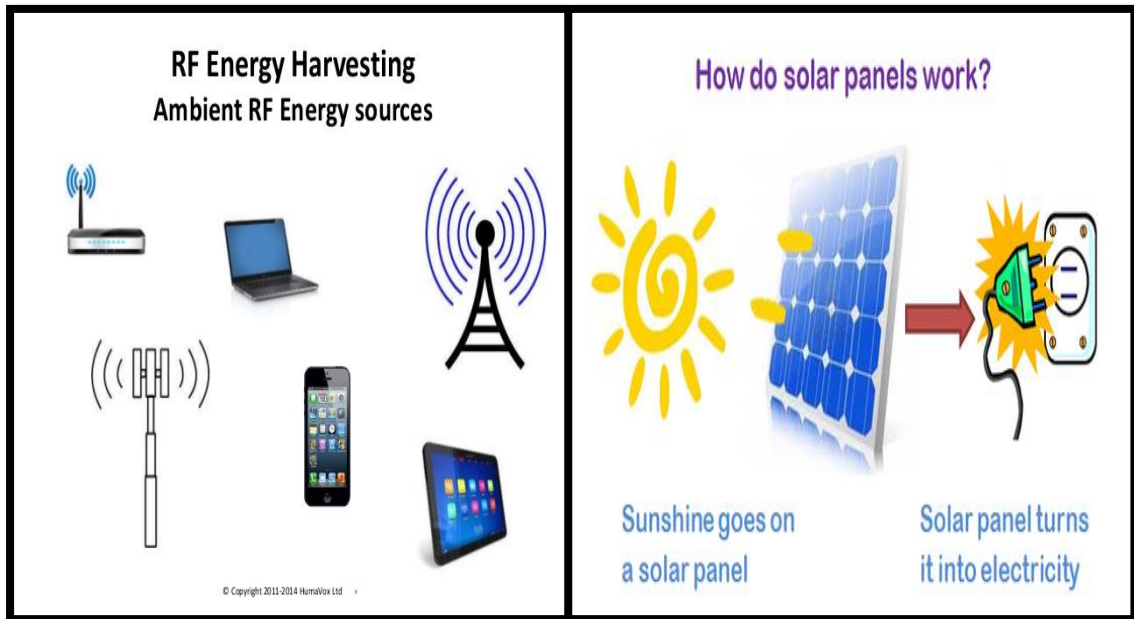 RF Energy Harvesting
Ambient RF Energy sources
© Copyright 2011-2014 HumaVox Ltd
How do solar panels work?
Sunshine goes on
a solar panel
Solar panel turns
it into electricity